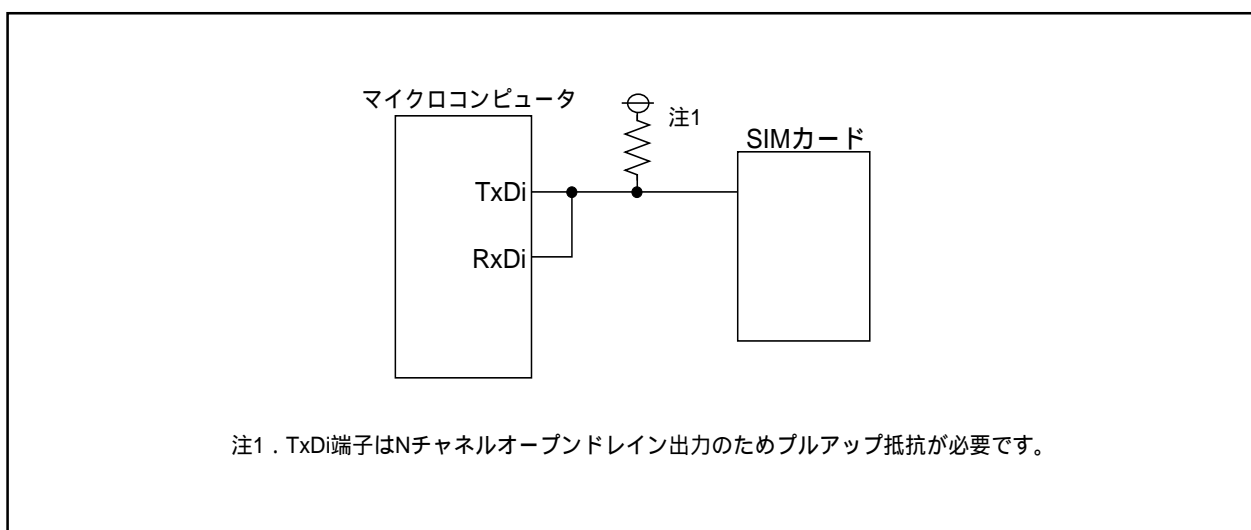 マイクロコンピュータ
注1
SIMカード
TxDi
RxDi
注1．TxDi端子はNチャネルオープンドレイン出力のためプルアップ抵抗が必要です。